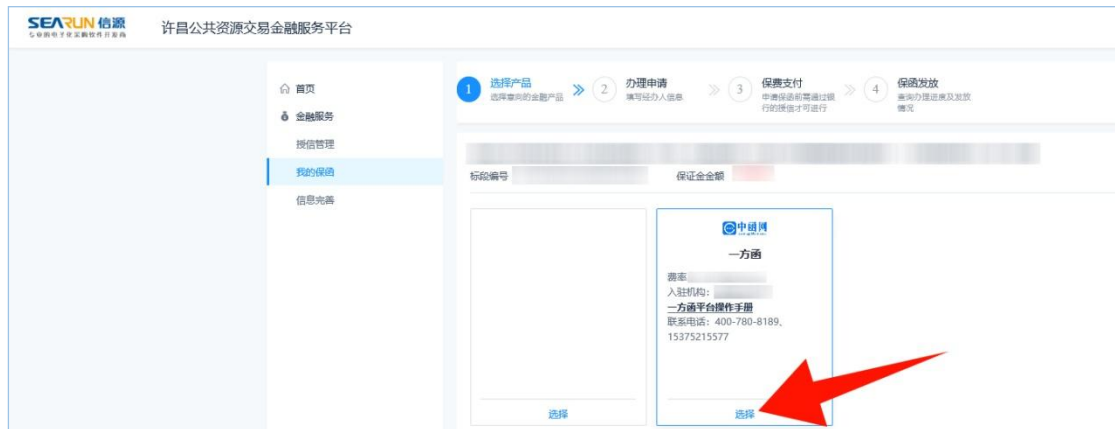 SEARUN 信源
专业的电子化采购软件开发商
许昌公共资源交易金融服务平台
首页
金融服务
授信管理
我的保函
信息完善
1 选择产品
选择意向的金融产品
2 办理申请
填写经办人信息
3 保费支付
申请保函前需通过银
行的授信才可进行
4 保函发放
查询办理进度及发放
情况
标段编号
保证金金额
选择
中函网
一方函
费率
入驻机构：
一方函平台操作手册
联系电话：400-780-8189,
15375215577
选择